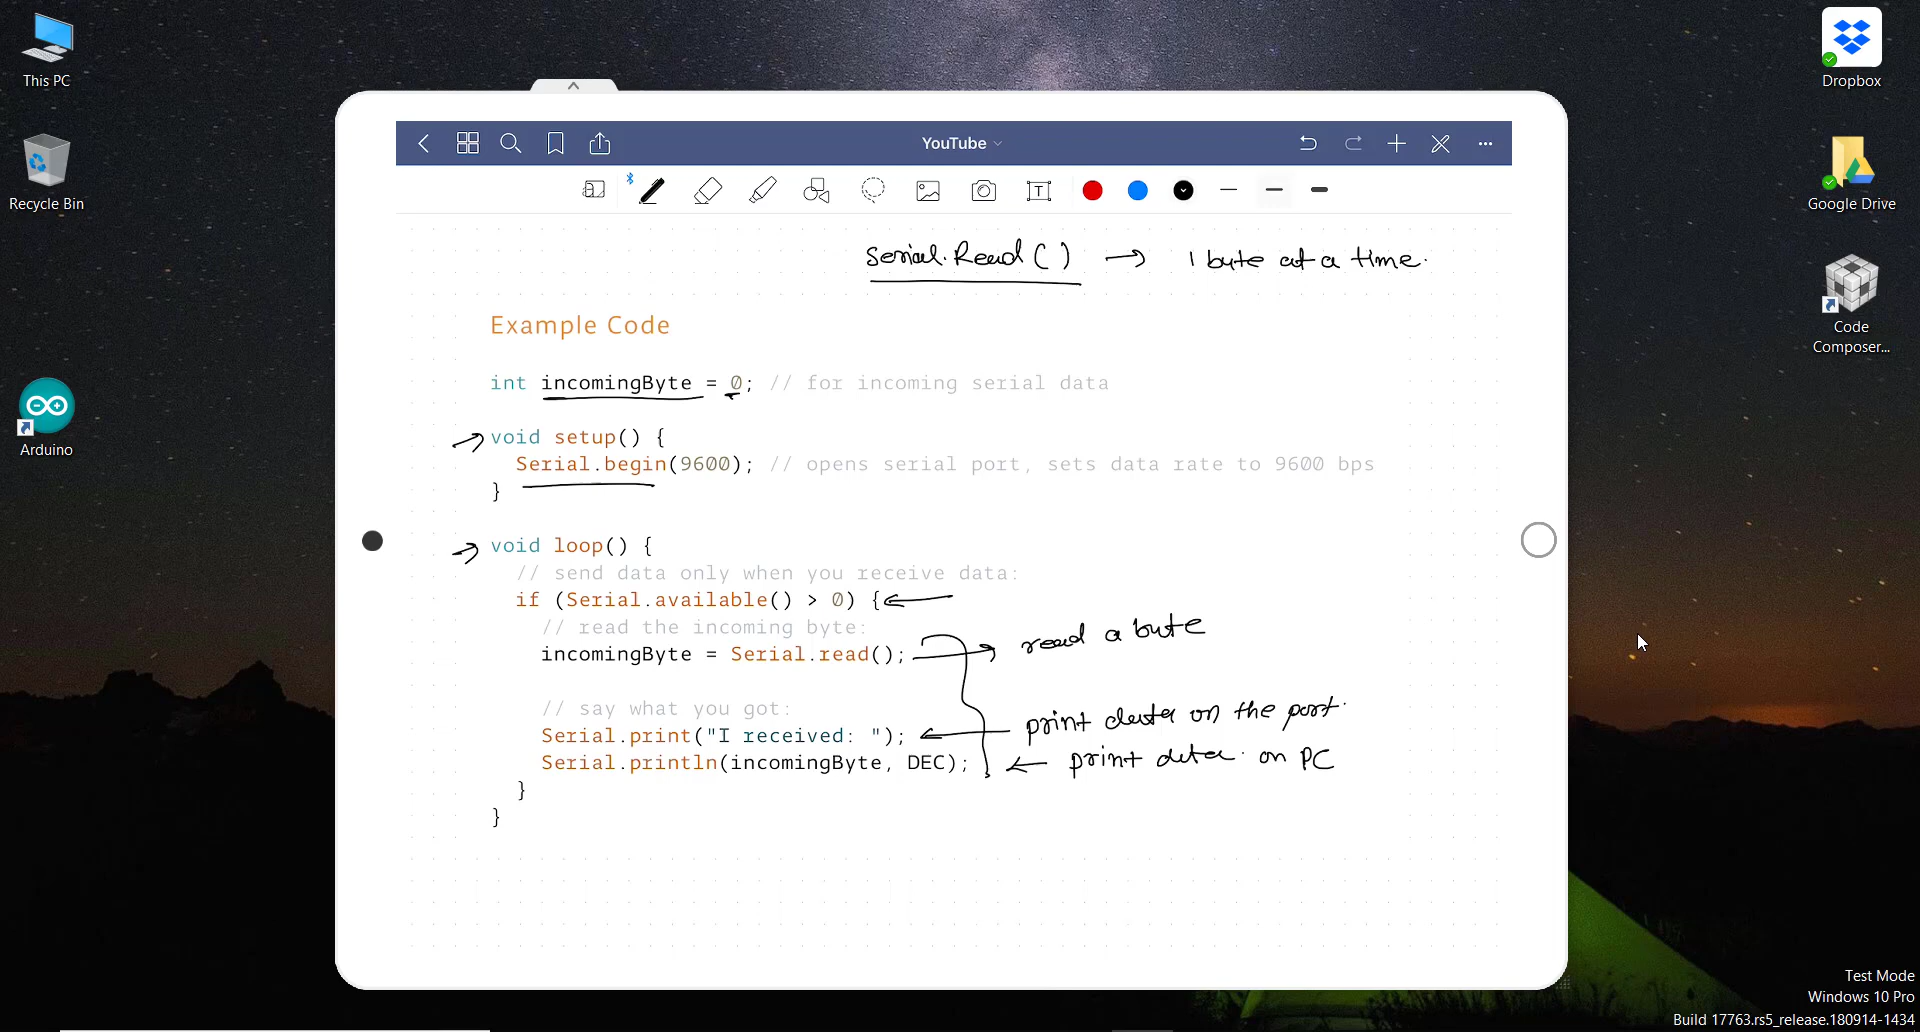 This PC
Recycle Bin
Arduino
Dropbox
Google Drive
Code
Composer...
YouTube
T
Serial.Read() → 1 byte at a time.
Example Code
int incomingByte = 0; // for incoming serial data
void setup() {
Serial.begin(9600); // opens serial port, sets data rate to 9600 bps
}
void loop() {
// send data only when you receive data:
if (Serial.available() > 0) {
// read the incoming byte:
incomingByte = Serial.read(); read a byte
// say what you got:
Serial.print("I received: "); print data on the port.
Serial.println(incomingByte, DEC); print data on PC
}
}
Test Mode
Windows 10 Pro
Build 17763.rs5_release.180914-1434